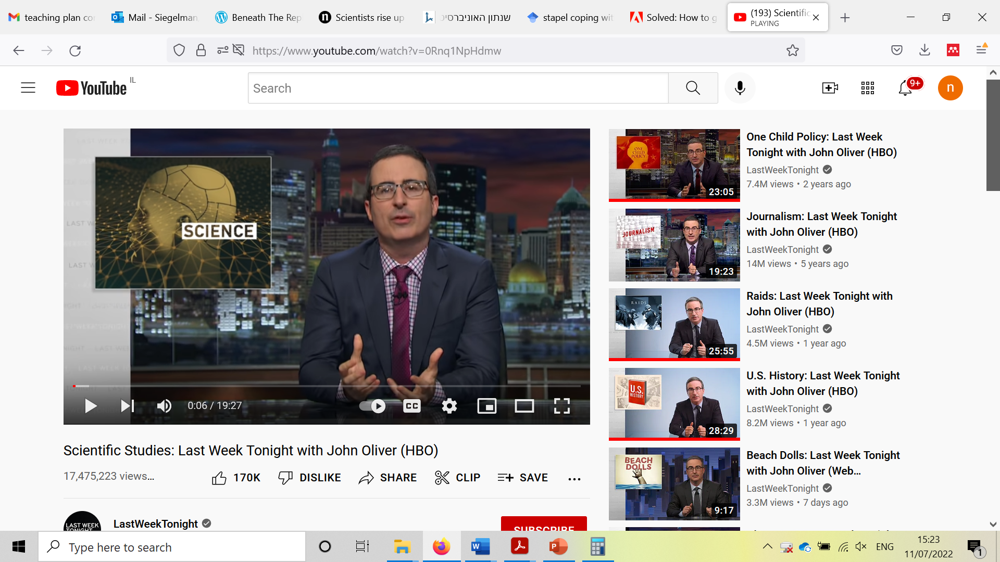 teaching plan co
Mail - Siegelman,
Beneath The Rep
Scientists rise up
שנתון האוניברסיט
stapel coping wit
Solved: How to g
(193) Scientific
PLAYING
https://www.youtube.com/watch?v=0Rnq1NpHdmw
YouTube IL
Search
9+
n
SCIENCE
0:06 / 19:27
CC
Scientific Studies: Last Week Tonight with John Oliver (HBO)
17,475,223 views...
170K
DISLIKE
SHARE
CLIP
SAVE
LAST WEEK
TONIGHT
LastWeekTonight
SUBSCRIBE
ONE
CHILD
POLICY
23:05
One Child Policy: Last Week
Tonight with John Oliver (HBO)
LastWeekTonight
7.4M views • 2 years ago
JOURNALISM
19:23
Journalism: Last Week Tonight
with John Oliver (HBO)
LastWeekTonight
14M views • 5 years ago
RAIDS
25:55
Raids: Last Week Tonight with
John Oliver (HBO)
LastWeekTonight
4.5M views • 1 year ago
U.S.
HISTORY
28:29
U.S. History: Last Week Tonight
with John Oliver (HBO)
LastWeekTonight
8.2M views • 1 year ago
BEACH
DOLLS
9:17
Beach Dolls: Last Week Tonight
with John Oliver (Web...
LastWeekTonight
3.3M views • 7 days ago
Type here to search
ENG
15:23
11/07/2022
1